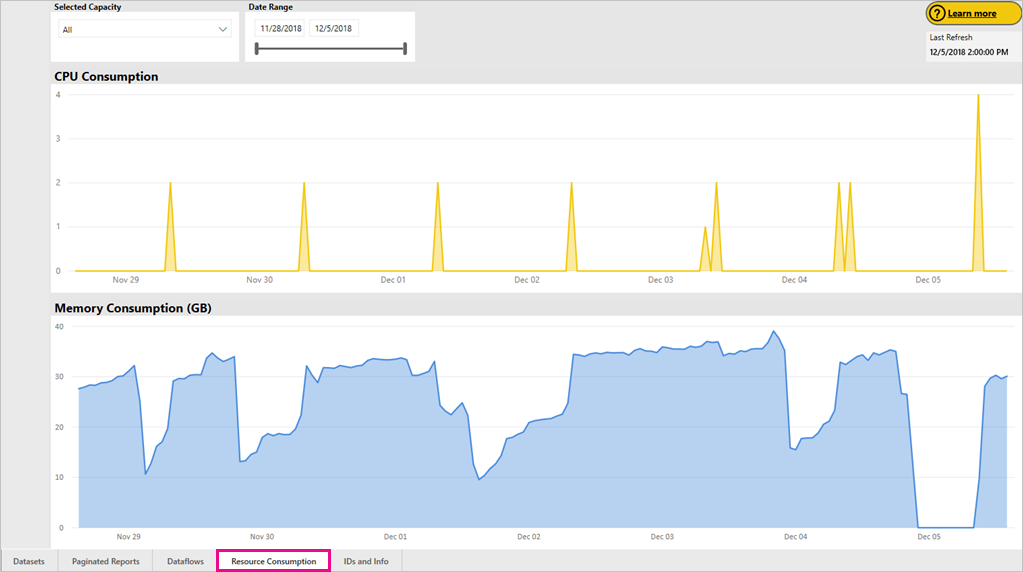 Selected Capacity
All
Date Range
11/28/2018 12/5/2018
? Learn more
Last Refresh
12/5/2018 2:00:00 PM
CPU Consumption
4
3
2
1
0
Nov 29 Nov 30 Dec 01 Dec 02 Dec 03 Dec 04 Dec 05
Memory Consumption (GB)
40
30
20
10
0
Nov 29 Nov 30 Dec 01 Dec 02 Dec 03 Dec 04 Dec 05
Datasets Paginated Reports Dataflows Resource Consumption IDs and Info